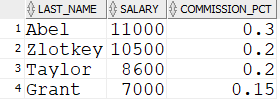 LAST_NAME SALARY COMMISSION_PCT
1 Abel 11000 0.3
2 Zlotkey 10500 0.2
3 Taylor 8600 0.2
4 Grant 7000 0.15